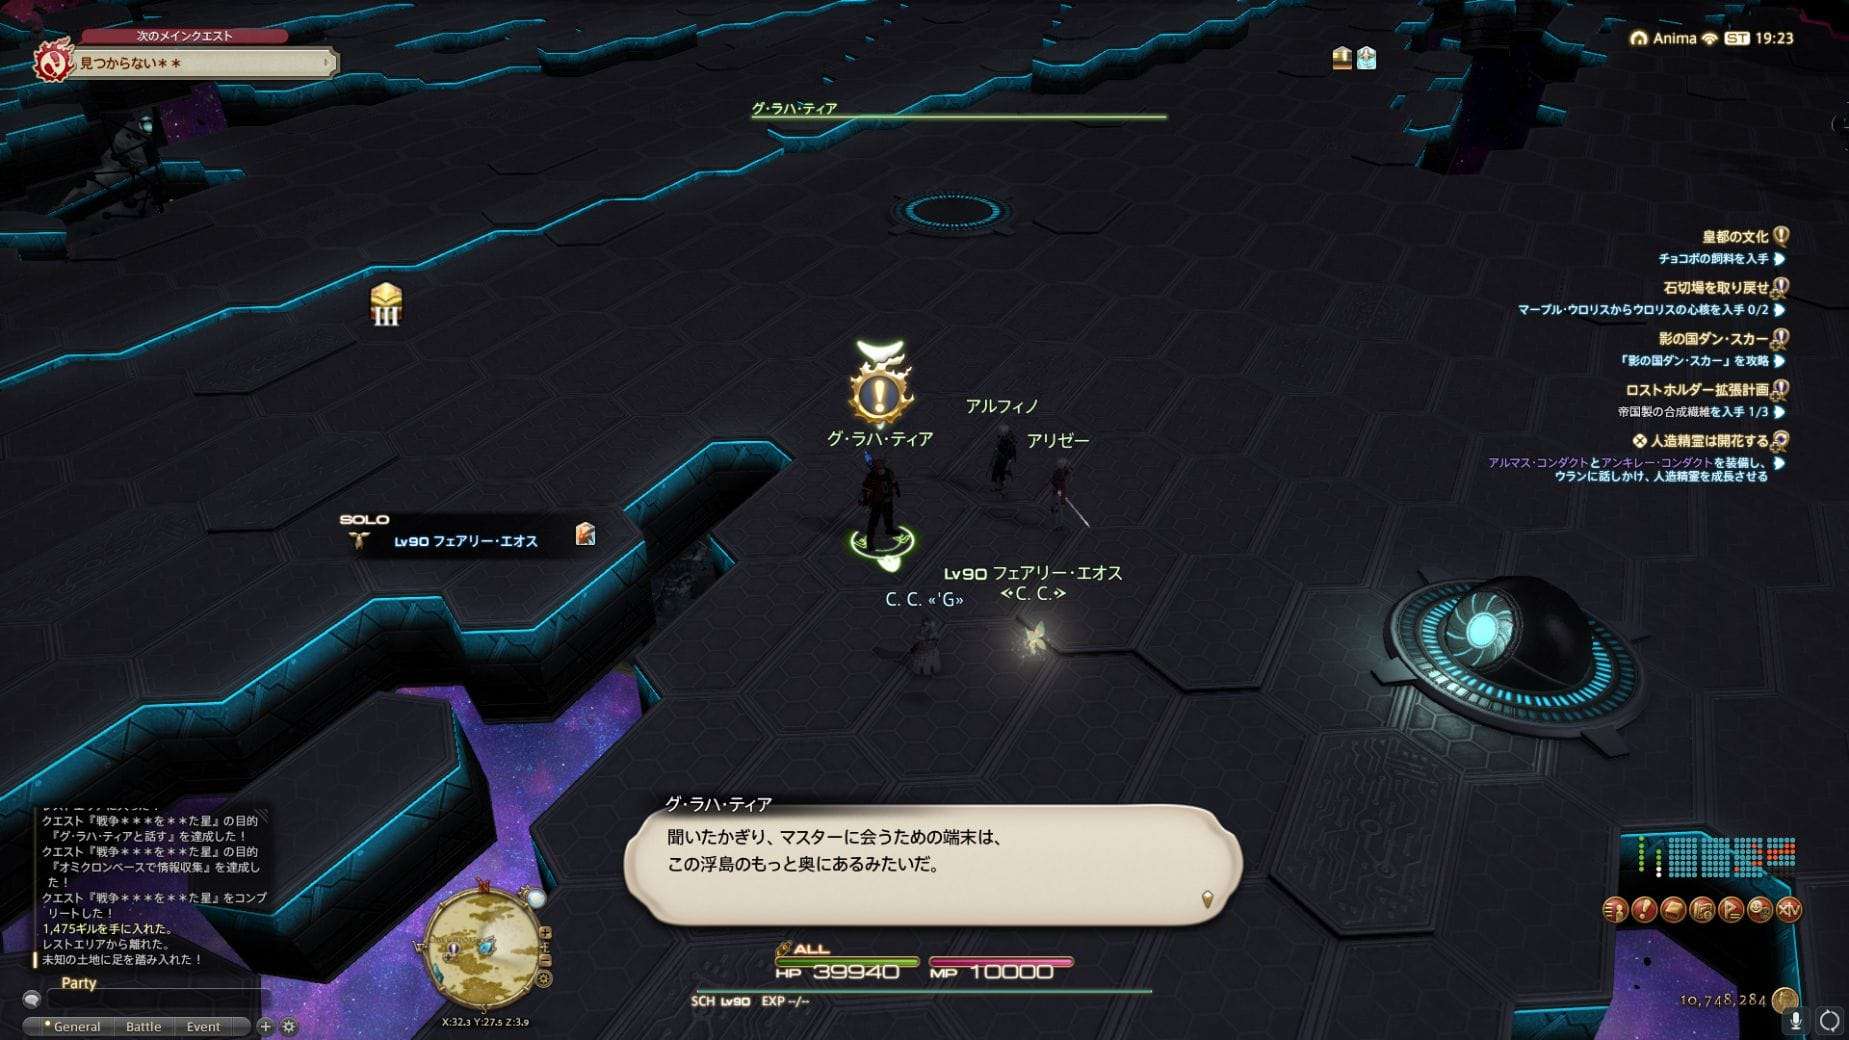 次のメインクエスト
見つからない＊＊
Anima ST 19:23
グ・ラハ・ティア
皇都の文化
チョコボの飼料を入手
石切場を取り戻せ
マーブル・ウロリスからウロリスの心核を入手 0/2
影の国ダン・スカー
「影の国ダン・スカー」を攻略
ロストホルダー拡張計画
帝国製の合成繊維を入手 1/3
人造精霊は開花する
アルマス・コンダクトとアンキレー・コンダクトを装備し、
ウランに話しかけ、人造精霊を成長させる
III
アルフィノ
グ・ラハ・ティア
アリゼー
SOLO
Lv90 フェアリー・エオス
Lv90 フェアリー・エオス
C. C.
C. C. «'G»
グ・ラハ・ティア
聞いたかぎり、マスターに会うための端末は、
この浮島のもっと奥にあるみたいだ。
クエスト『戦争＊＊＊を＊＊た星』の目的
『グ・ラハ・ティアと話す』を達成した！
クエスト『戦争＊＊＊を＊＊た星』の目的
『オミクロンベースで情報収集』を達成し
た！
クエスト『戦争＊＊＊を＊＊た星』をコンプ
リートした！
1,475ギルを手に入れた。
レストエリアから離れた。
未知の土地に足を踏み入れた！
Party
General Battle Event
X:32.3 Y:27.5 Z:3.9
ALL
HP 39940 MP 10000
SCH Lv90 EXP --/--
XIV
10,748,284